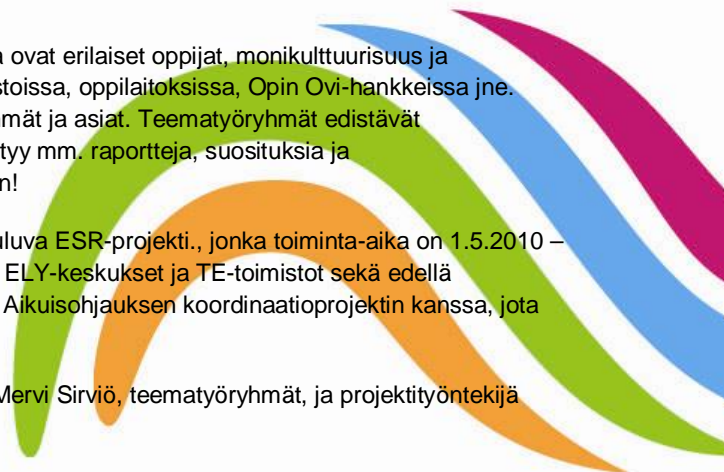 a ovat erilaiset oppijat, monikulttuurisuus ja
stoissa, oppilaitoksissa, Opin Ovi-hankkeissa jne.
mät ja asiat. Teematyöryhmät edistävät
tyy mm. raportteja, suosituksia ja
n!
uluva ESR-projekti., jonka toiminta-aika on 1.5.2010 –
ELY-keskukset ja TE-toimistot sekä edellä
Aikuisohjauksen koordinaatioprojektin kanssa, jota
Mervi Sirviö, teematyöryhmät, ja projektityöntekijä